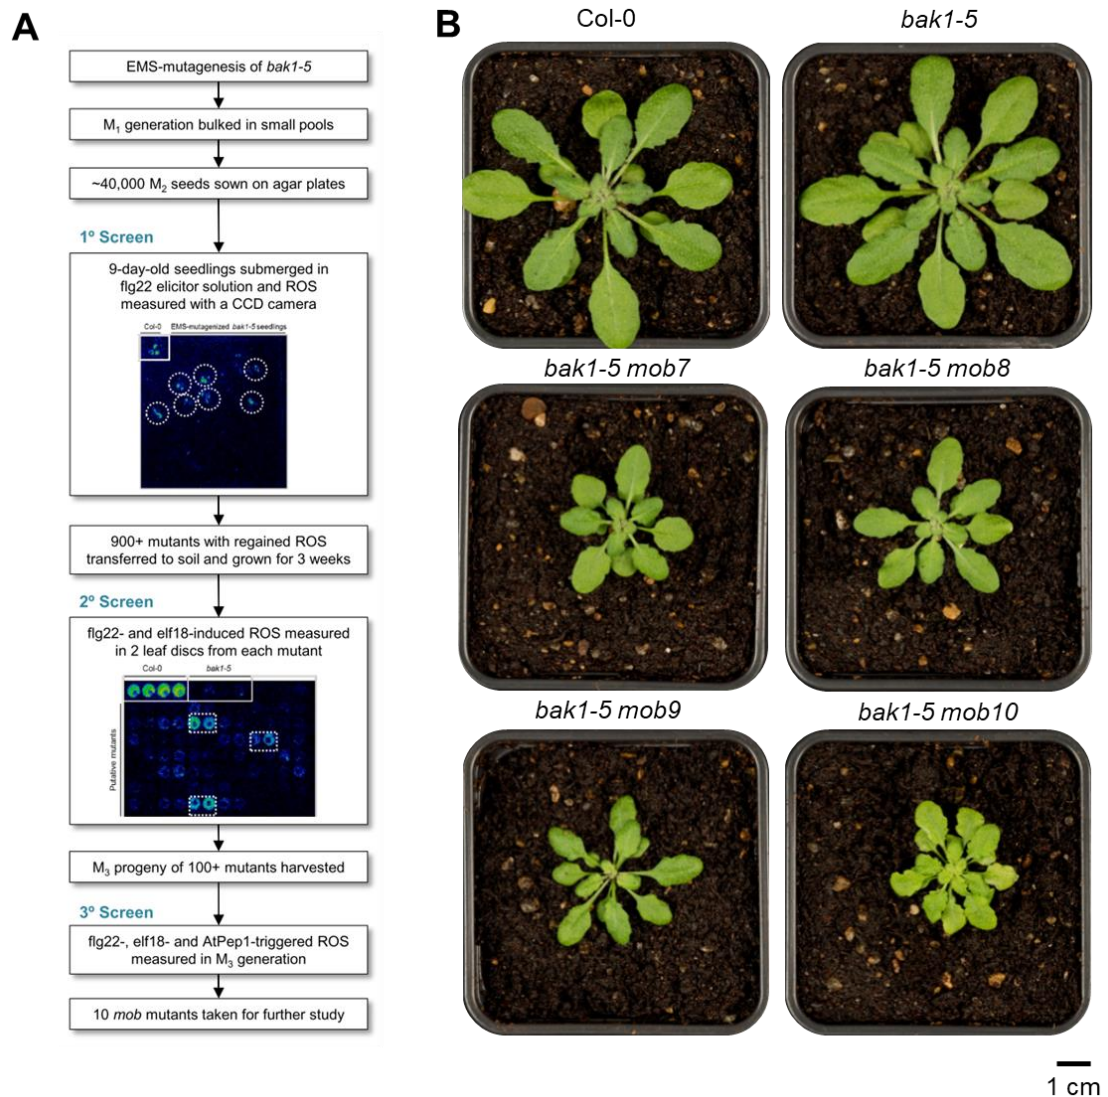 A
EMS-mutagenesis of bak1-5
M1 generation bulked in small pools
~40,000 M2 seeds sown on agar plates
1º Screen
9-day-old seedlings submerged in
flg22 elicitor solution and ROS
measured with a CCD camera
Col-0 EMS-mutagenized bak1-5 seedlings
900+ mutants with regained ROS
transferred to soil and grown for 3 weeks
2º Screen
flg22- and elf18-induced ROS measured
in 2 leaf discs from each mutant
Col-0 bak1-5
Putative mutants
M3 progeny of 100+ mutants harvested
3º Screen
flg22-, elf18- and AtPep1-triggered ROS
measured in M3 generation
10 mob mutants taken for further study
B
Col-0 bak1-5
bak1-5 mob7 bak1-5 mob8
bak1-5 mob9 bak1-5 mob10
1 cm